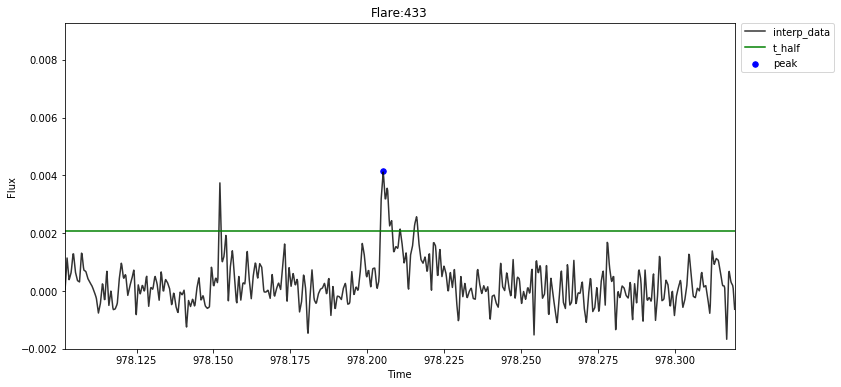 Flare:433
interp_data
t_half
peak
Flux
0.008
0.006
0.004
0.002
0.000
−0.002
978.125 978.150 978.175 978.200 978.225 978.250 978.275 978.300
Time